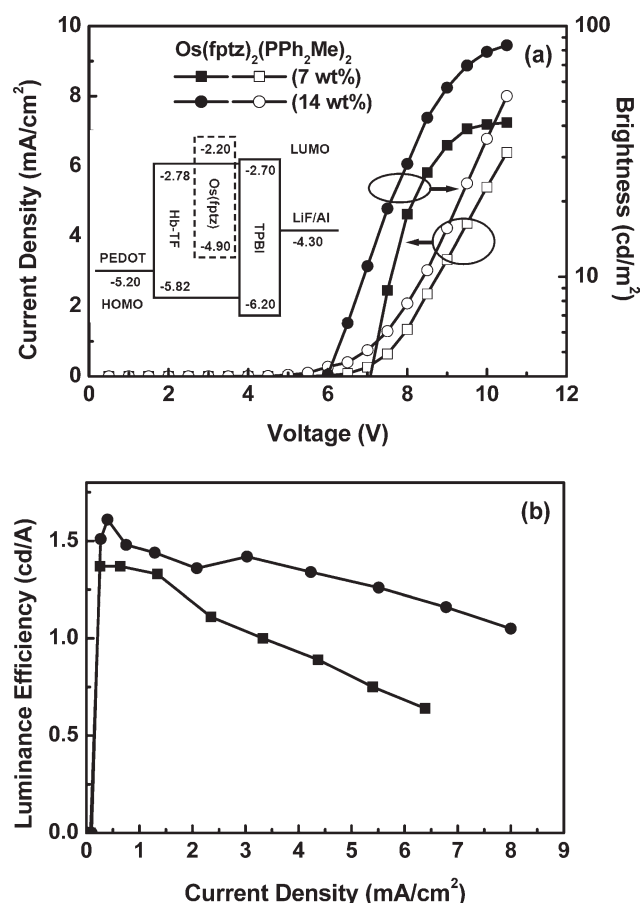 10
8
6
4
2
0
Current Density (mA/cm²)
Os(fptz)₂(PPh₂Me)₂
(7 wt%)
(14 wt%)
(a)
-2.20
LUMO
-2.78
-2.70
Hb-TF
Os(fptz)
TPBI
LiF/Al
-4.30
-4.90
PEDOT
-5.20
HOMO
-5.82
-6.20
100
10
Brightness (cd/m²)
0 2 4 6 8 10 12
Voltage (V)
(b)
1.5
1.0
0.5
0.0
Luminance Efficiency (cd/A)
0 1 2 3 4 5 6 7 8 9
Current Density (mA/cm²)